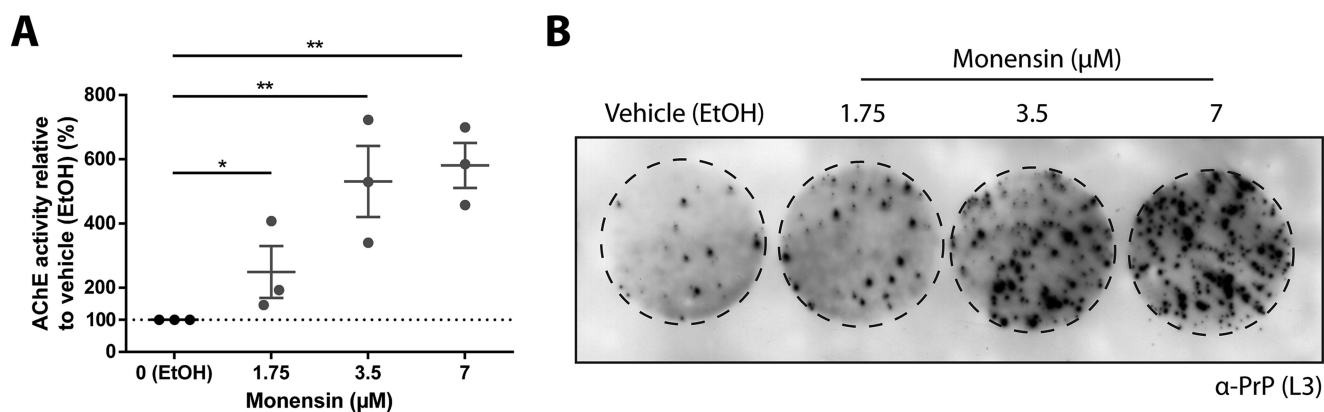 A
**
**
*
800
600
400
200
100
0
AChE activity relative
to vehicle (EtOH) (%)
0 (EtOH) 1.75 3.5 7
Monensin (μM)
B
Monensin (μM)
Vehicle (EtOH) 1.75 3.5 7
α-PrP (L3)